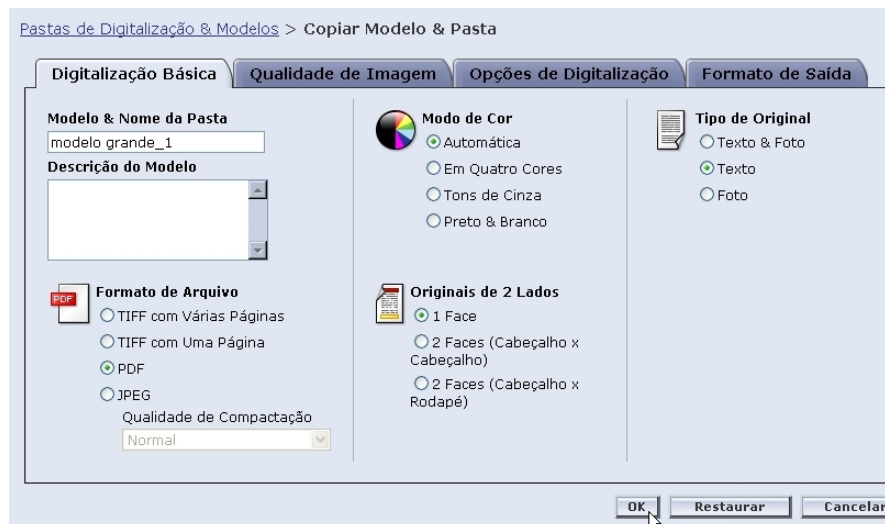 Pastas de Digitalização & Modelos > Copiar Modelo & Pasta
Digitalização Básica
Qualidade de Imagem
Opções de Digitalização
Formato de Saída
Modelo & Nome da Pasta
modelo grande_1
Descrição do Modelo
Formato de Arquivo
PDF
TIFF com Várias Páginas
TIFF com Uma Página
PDF
JPEG
Qualidade de Compactação
Normal
Modo de Cor
Automática
Em Quatro Cores
Tons de Cinza
Preto & Branco
Originais de 2 Lados
1 Face
2 Faces (Cabeçalho x
Cabeçalho)
2 Faces (Cabeçalho x
Rodapé)
Tipo de Original
Texto & Foto
Texto
Foto
OK
Restaurar
Cancelar